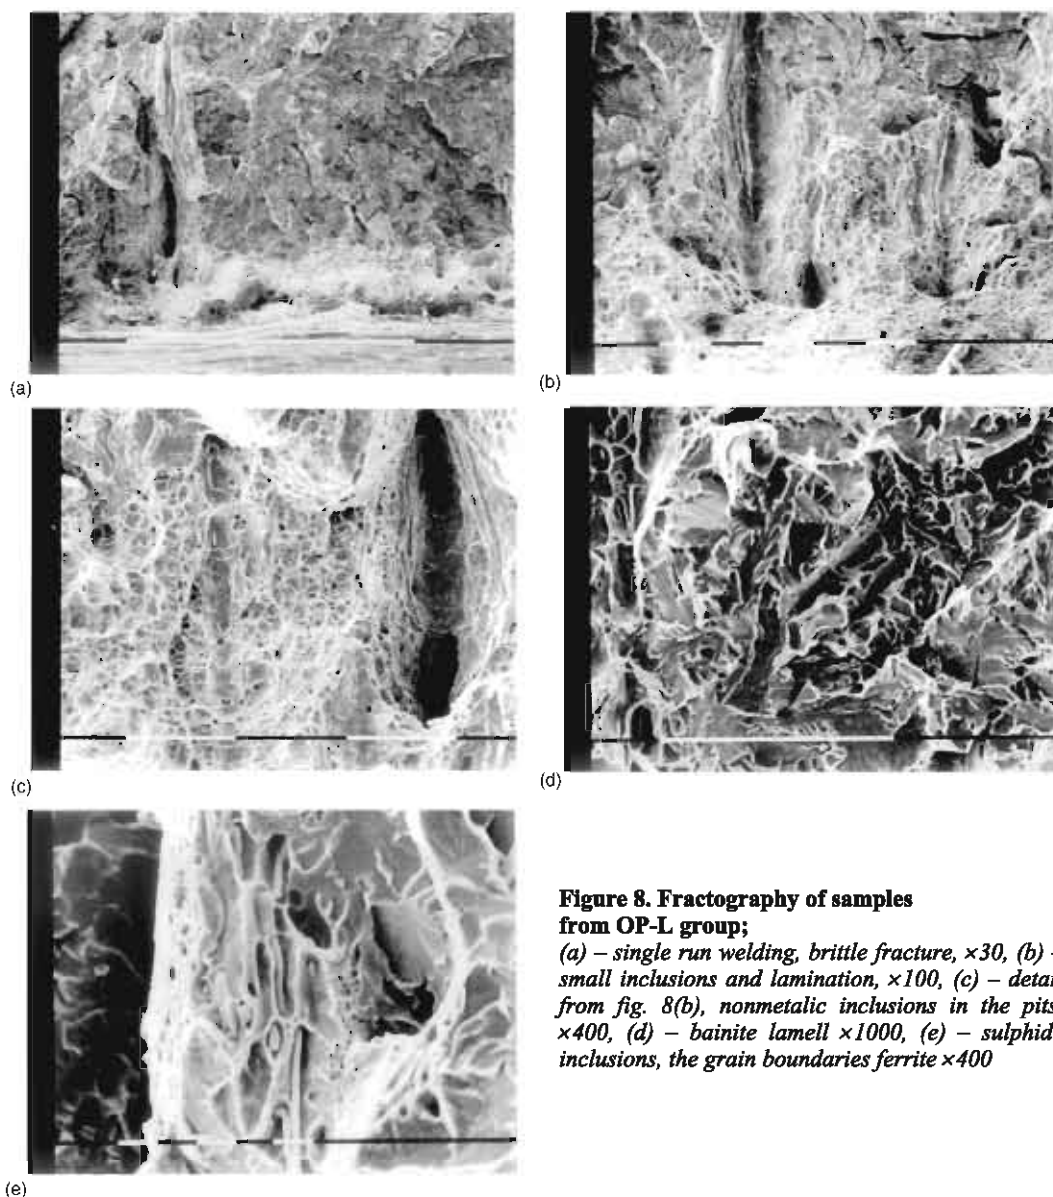 (a)
(b)
(c)
(d)
(e)
Figure 8. Fractography of samples
from OP-L group;
(a) – single run welding, brittle fracture, ×30, (b) –
small inclusions and lamination, ×100, (c) – detai
from fig. 8(b), nonmetalic inclusions in the pits
×400, (d) – bainite lamell ×1000, (e) – sulphid
inclusions, the grain boundaries ferrite ×400